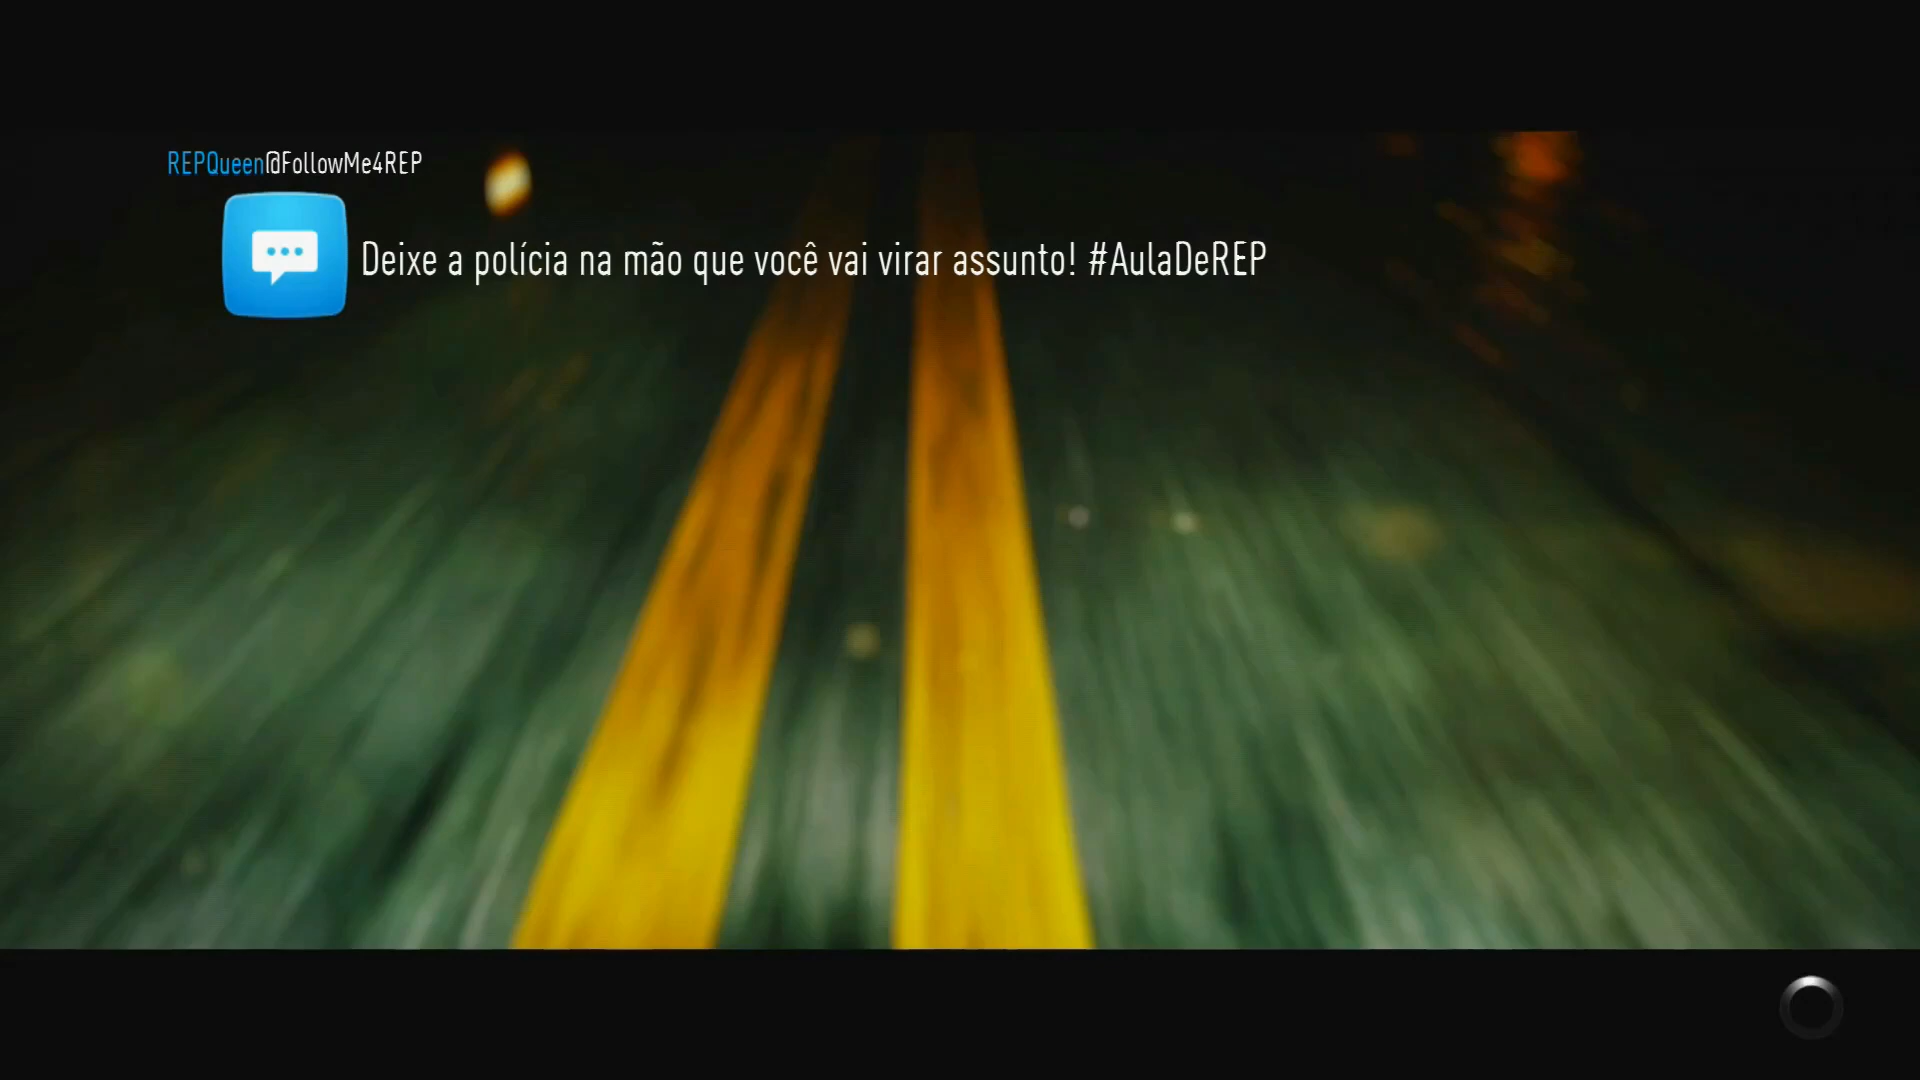 REPQueen@FollowMe4REP
Deixe a polícia na mão que você vai virar assunto! #AulaDeREP